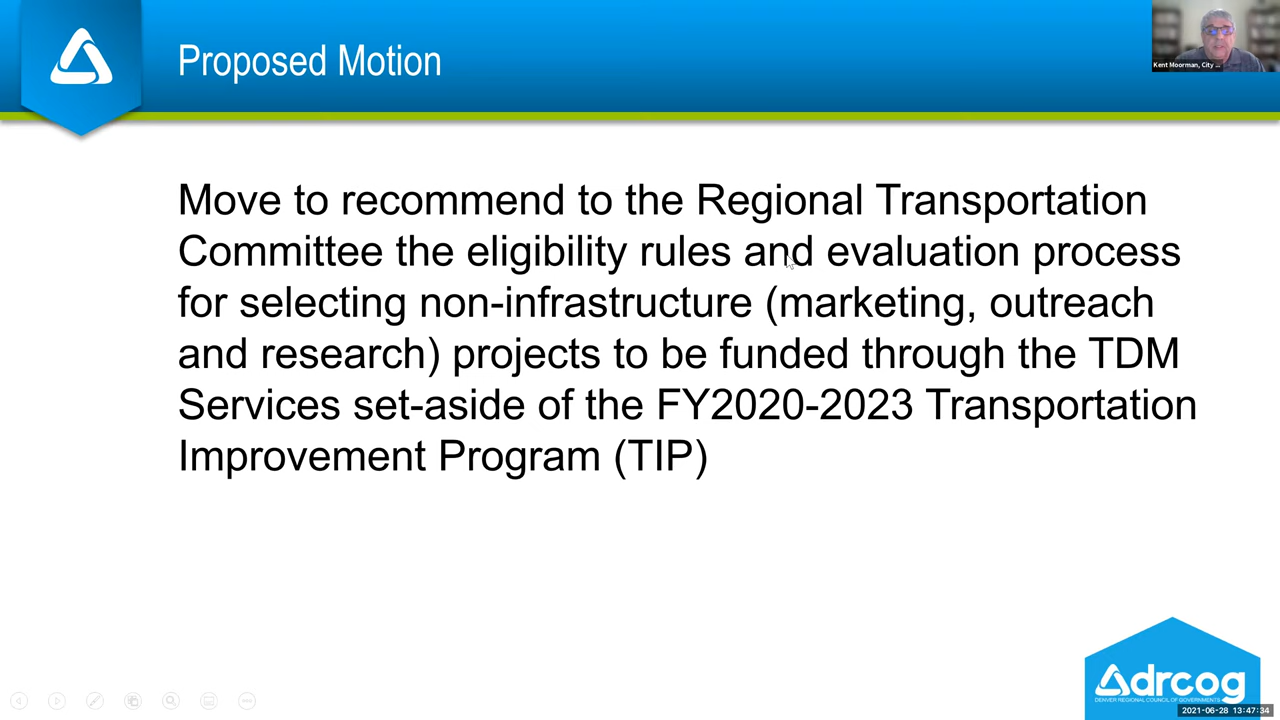 Proposed Motion
Kent Moorman, City ...
Move to recommend to the Regional Transportation
Committee the eligibility rules and evaluation process
for selecting non-infrastructure (marketing, outreach
and research) projects to be funded through the TDM
Services set-aside of the FY2020-2023 Transportation
Improvement Program (TIP)
drcog
DENVER REGIONAL COUNCIL OF GOVERNMENTS
2021-06-28 13:47:34